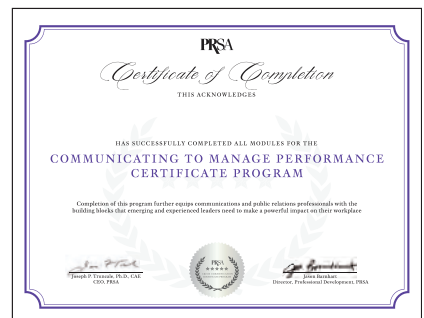 PRSA
Certificate of Completion
THIS ACKNOWLEDGES
HAS SUCCESSFULLY COMPLETED ALL MODULES FOR THE
COMMUNICATING TO MANAGE PERFORMANCE
CERTIFICATE PROGRAM
Completion of this program further equips communications and public relations professionals with the
building blocks that emerging and experienced leaders need to make a powerful impact on their workplace
PRSA
Joseph P. Truncale, Ph.D., CAE
CEO, PRSA
Jason Barnhart
Director, Professional Development, PRSA